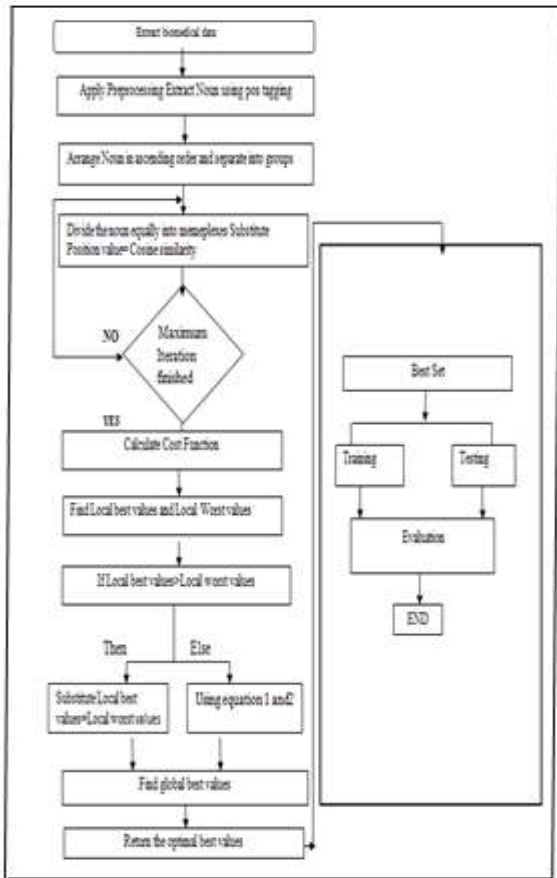 Extract biomedical data
Apply Preprocessing Extract Noun using pos tagging
Arrange Noun in ascending order and separate into groups
Divide the noun equally into memeplexes Substitute
Position value= Cosine similarity
NO
Maximum
Iteration
finished
YES
Calculate Cost Function
Find Local best values and Local Worst values
If Local best values>Local worst values
Then
Else
Substitute Local best
values=Local worst values
Using equation 1 and2
Find global best values
Return the optimal best values
Best Set
Training
Testing
Evaluation
END